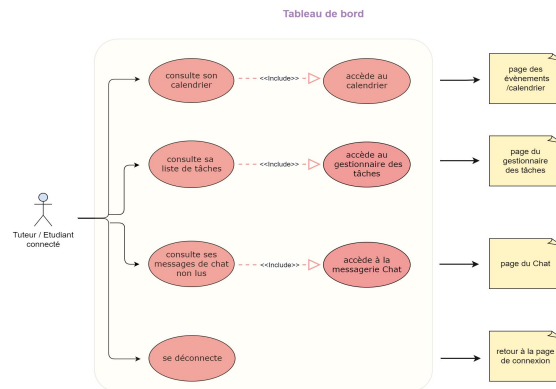 Tableau de bord
consulte son
calendrier
<<Include>>
accède au
calendrier
page des
évènements
/calendrier
consulte sa
liste de tâches
<<Include>>
accède au
gestionnaire des
tâches
page du
gestionnaire
des tâches
Tuteur / Etudiant
connecté
consulte ses
messages de chat
non lus
<<Include>>
accède à la
messagerie Chat
page du Chat
se déconnecte
retour à la page
de connexion